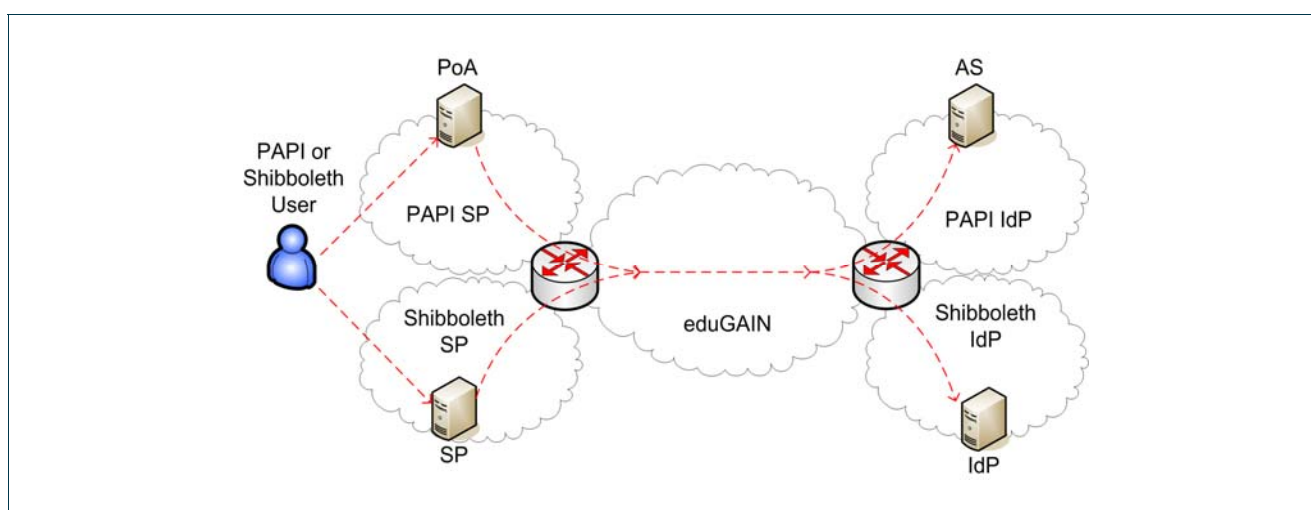 PoA
AS
PAPI or
Shibboleth
User
PAPI SP
PAPI IdP
Shibboleth
SP
eduGAIN
Shibboleth
IdP
SP
IdP